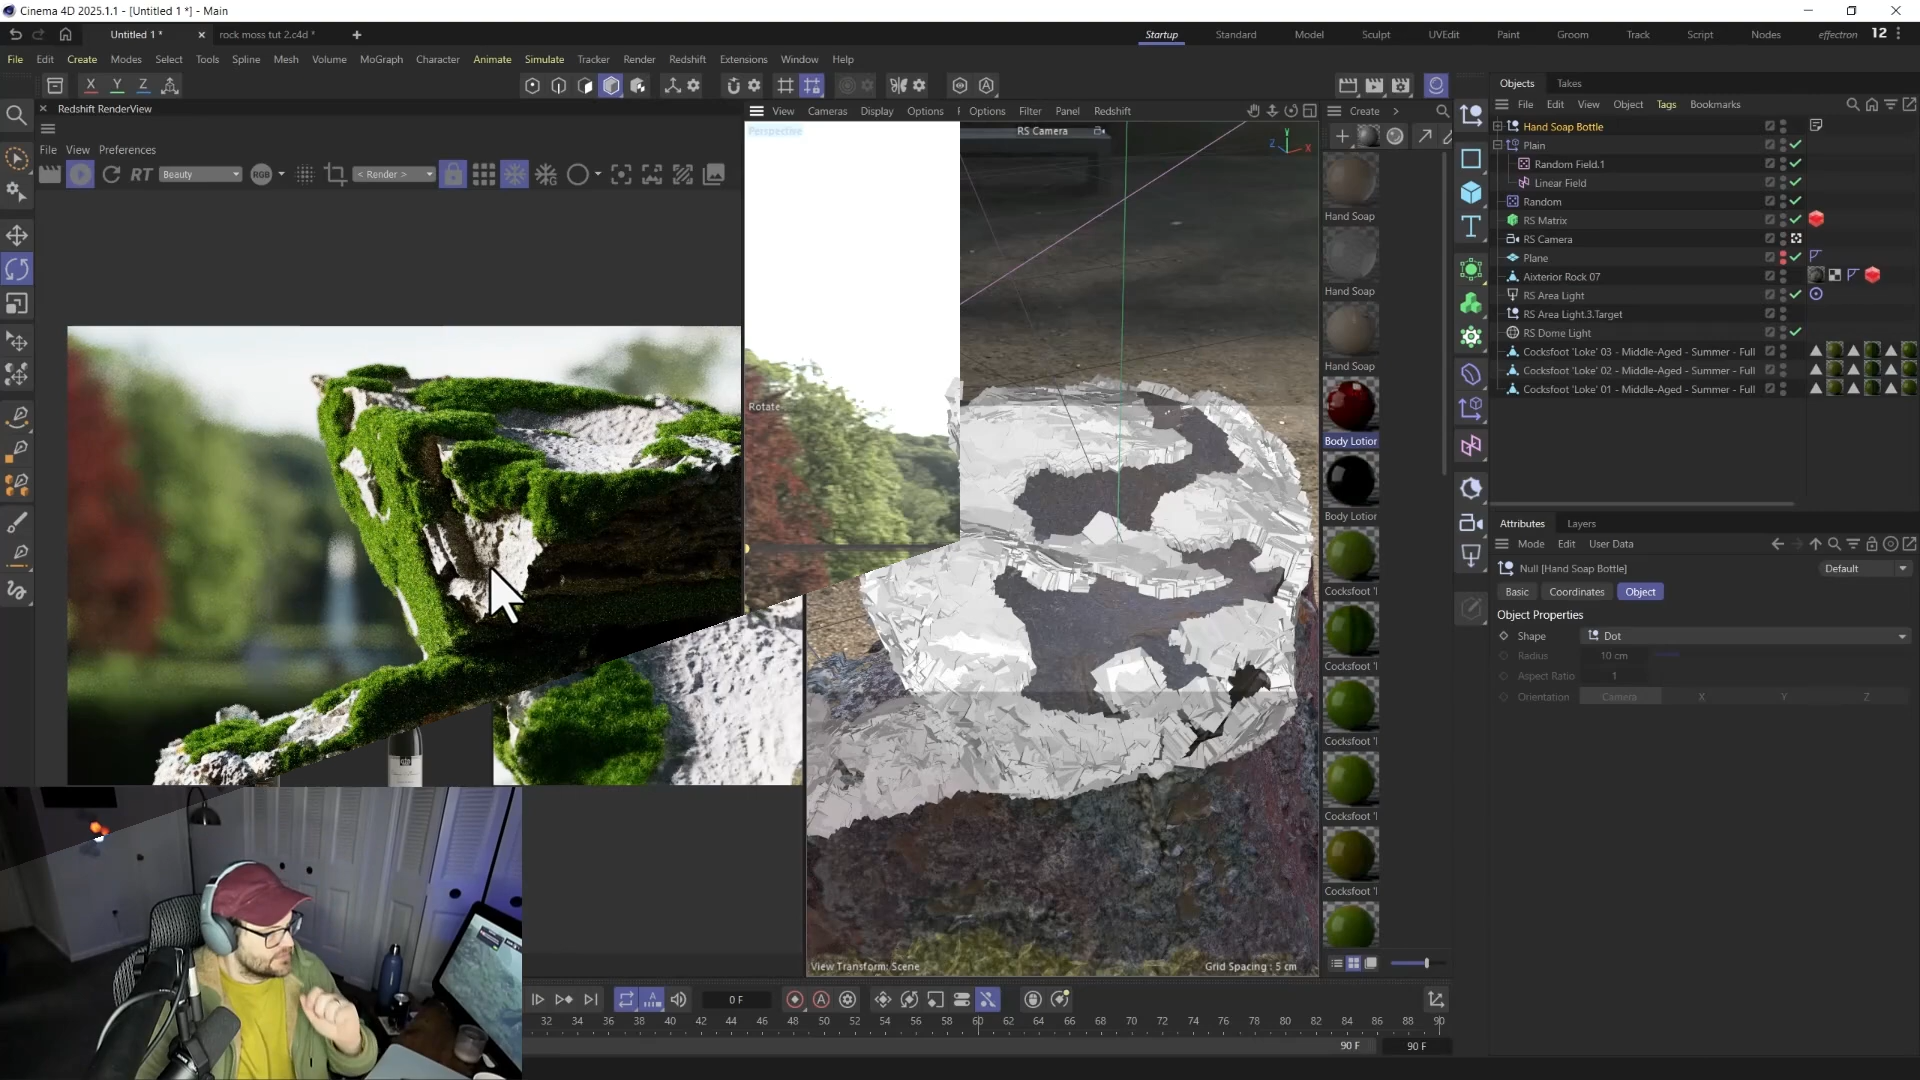 Cinema 4D 2025.1.1 - [Untitled 1 *] - Main
Untitled 1 *
rock moss tut 2.c4d *
Startup
Standard
Model
Sculpt
UVEdit
Paint
Groom
Track
Script
Nodes
effectron
12
File Edit Create Modes Select Tools Spline Mesh Volume MoGraph Character Animate Simulate Tracker Render Redshift Extensions Window Help
X Y Z
Redshift RenderView
File View Preferences
RT
Beauty
RGB
< Render >
View Cameras Display Options
Options Filter Panel Redshift
Perspective
RS Camera
Y
Z
X
Rotate
View Transform: Scene
Grid Spacing : 5 cm
Create
Hand Soap
Hand Soap
Hand Soap
Body Lotior
Body Lotior
Cocksfoot '
Cocksfoot '
Cocksfoot '
Cocksfoot '
Cocksfoot '
Objects
Takes
File Edit View Object Tags Bookmarks
Hand Soap Bottle
Plain
Random Field.1
Linear Field
Random
RS Matrix
RS Camera
Plane
Aixterior Rock 07
RS Area Light
RS Area Light.3.Target
RS Dome Light
Cocksfoot 'Loke' 03 - Middle-Aged - Summer - Full
Cocksfoot 'Loke' 02 - Middle-Aged - Summer - Full
Cocksfoot 'Loke' 01 - Middle-Aged - Summer - Full
Attributes
Layers
Mode Edit User Data
Null [Hand Soap Bottle]
Default
Basic
Coordinates
Object
Object Properties
Shape
Dot
Radius
10 cm
Aspect Ratio
1
Orientation
Camera
X
Y
Z
0 F
32 34 36 38 40 42 44 46 48 50 52 54 56 58 60 62 64 66 68 70 72 74 76 78 80 82 84 86 88 90
90 F
90 F